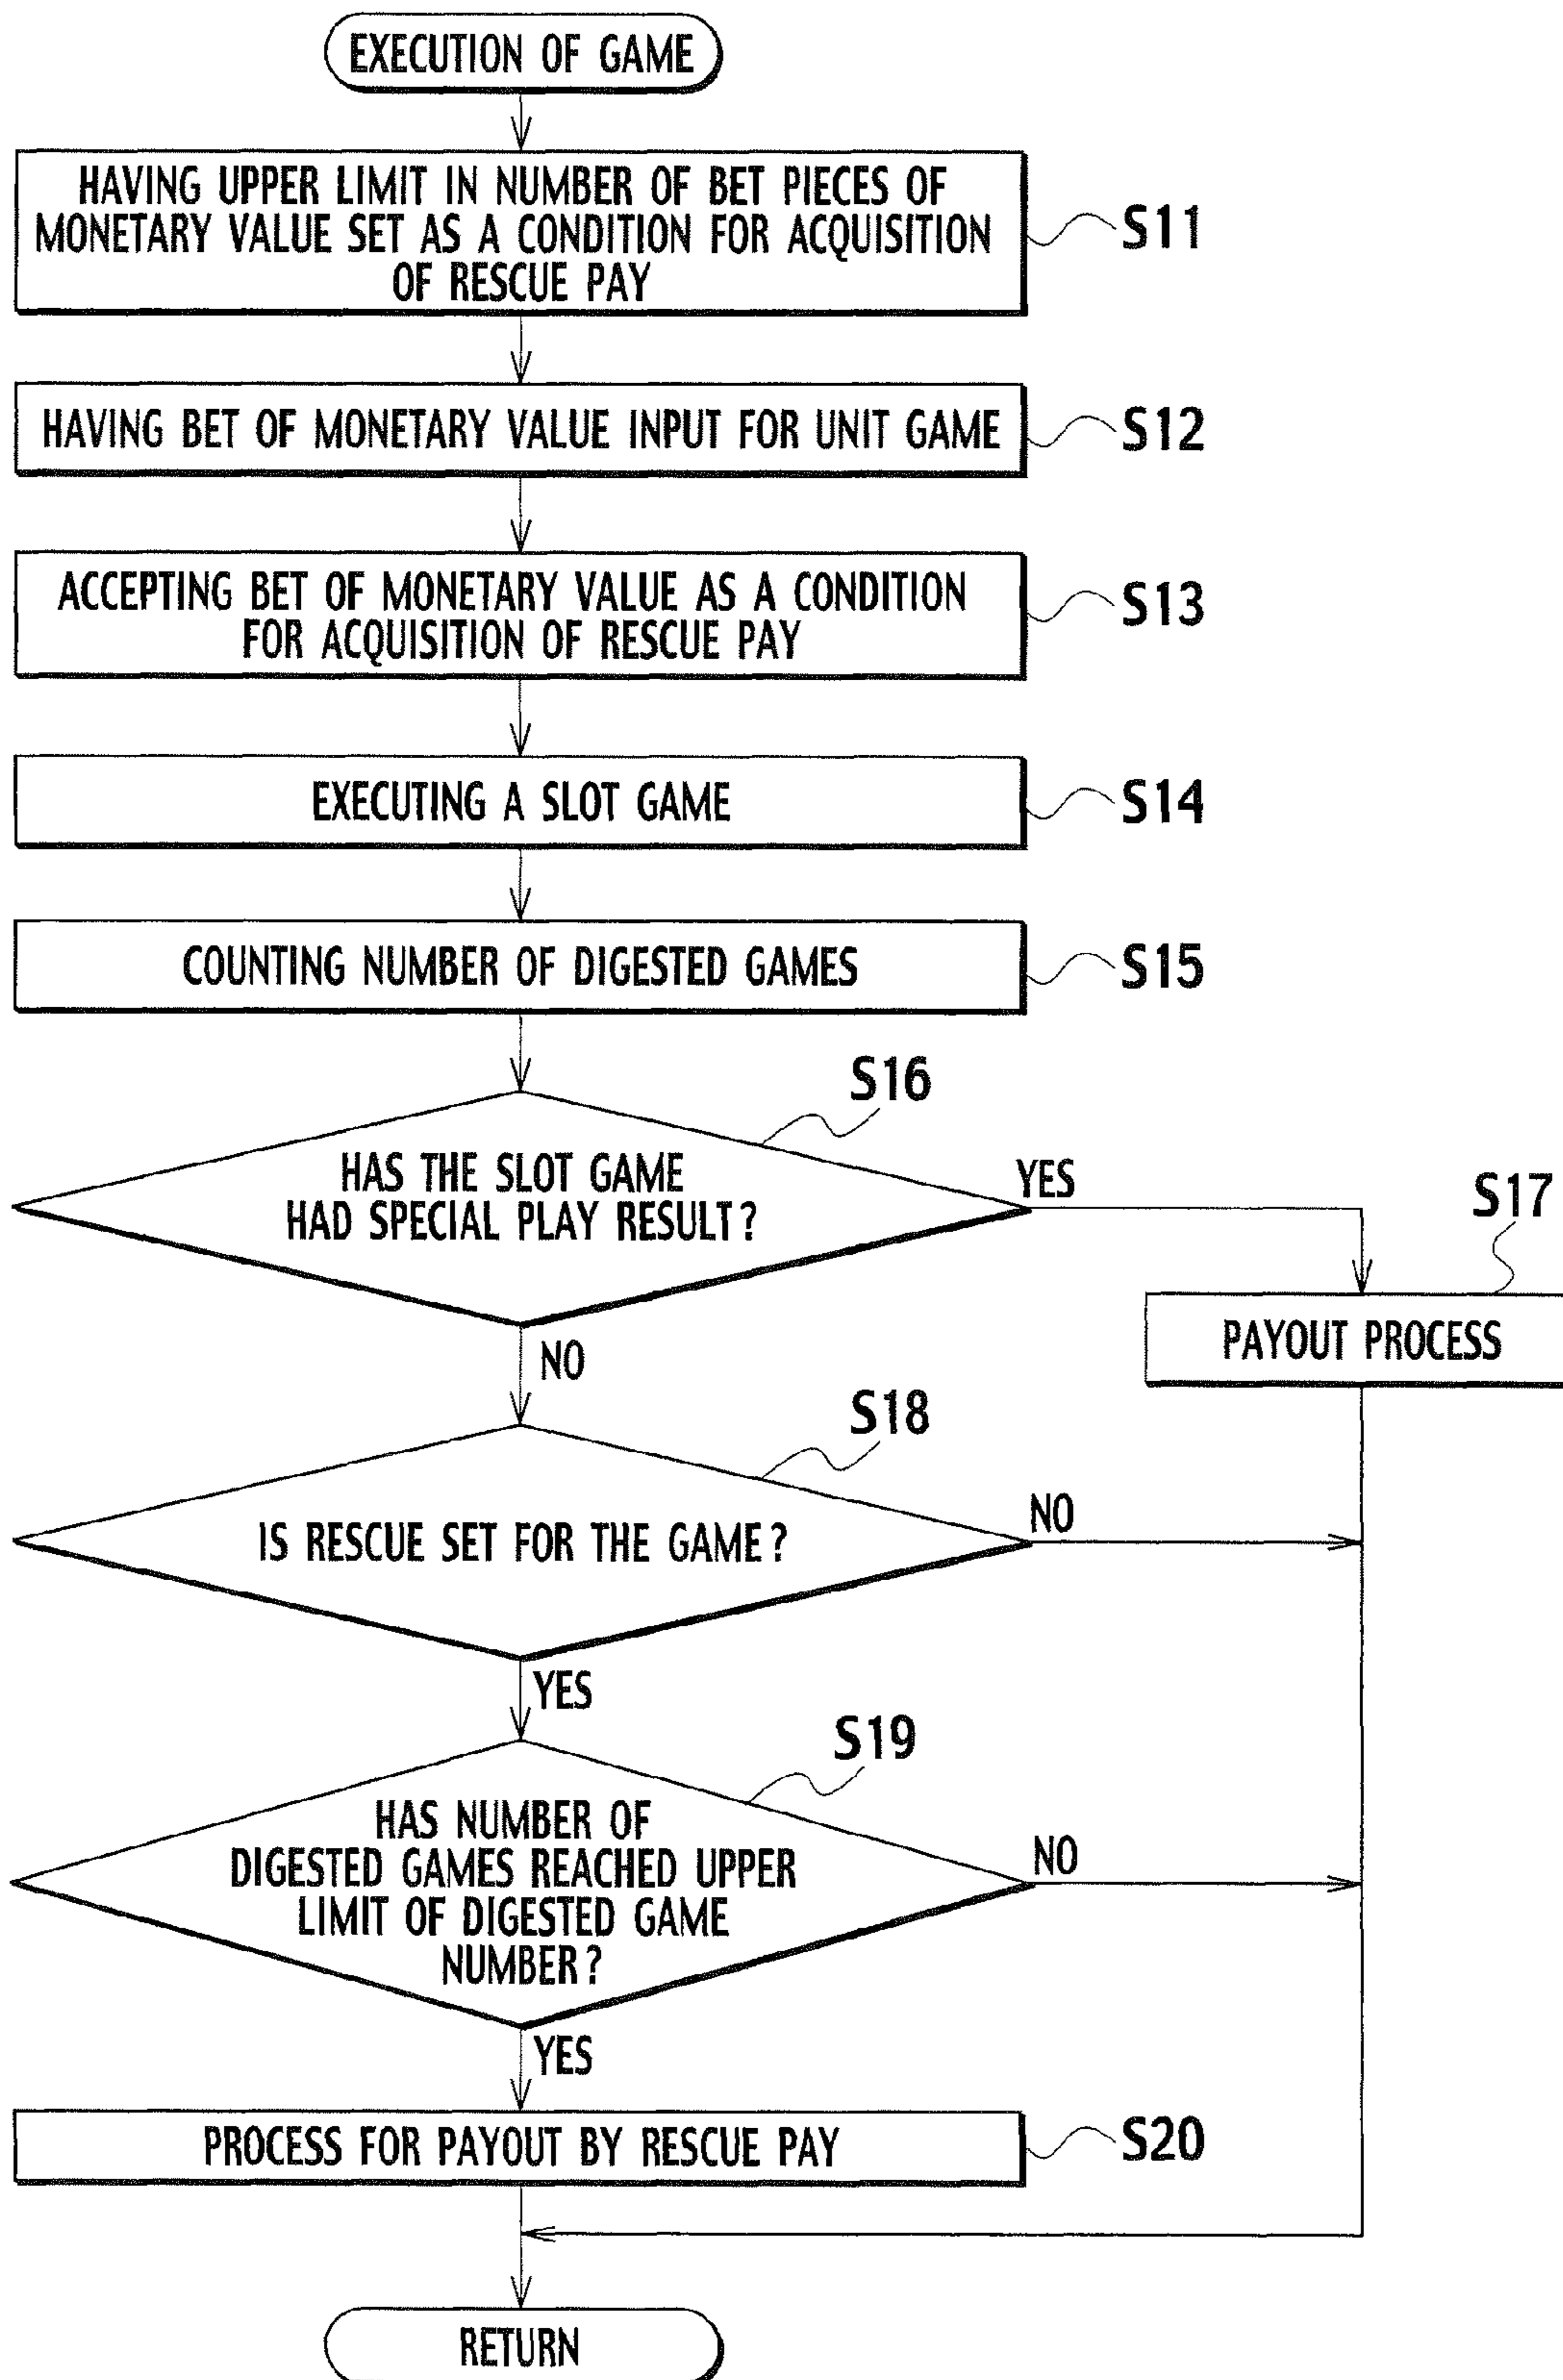 EXECUTION OF GAME
HAVING UPPER LIMIT IN NUMBER OF BET PIECES OF
MONETARY VALUE SET AS A CONDITION FOR ACQUISITION
OF RESCUE PAY
S11
HAVING BET OF MONETARY VALUE INPUT FOR UNIT GAME
S12
ACCEPTING BET OF MONETARY VALUE AS A CONDITION
FOR ACQUISITION OF RESCUE PAY
S13
EXECUTING A SLOT GAME
S14
COUNTING NUMBER OF DIGESTED GAMES
S15
S16
HAS THE SLOT GAME
HAD SPECIAL PLAY RESULT?
YES
S17
PAYOUT PROCESS
NO
S18
IS RESCUE SET FOR THE GAME?
NO
YES
S19
HAS NUMBER OF
DIGESTED GAMES REACHED UPPER
LIMIT OF DIGESTED GAME
NUMBER?
NO
YES
PROCESS FOR PAYOUT BY RESCUE PAY
S20
RETURN